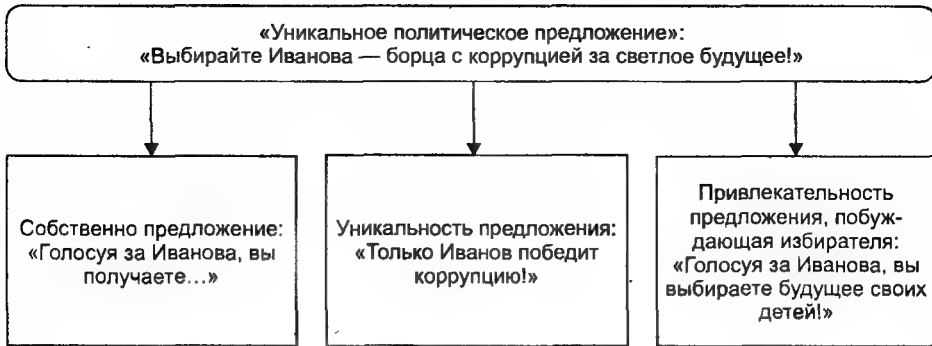 «Уникальное политическое предложение»:
«Выбирайте Иванова — борца с коррупцией за светлое будущее!»
Собственно предложение:
«Голосуя за Иванова, вы
получаете...»
Уникальность предложения:
«Только Иванов победит
коррупцию!»
Привлекательность
предложения, побуж-
дающая избирателя:
«Голосуя за Иванова, вы
выбираете будущее своих
детей!»